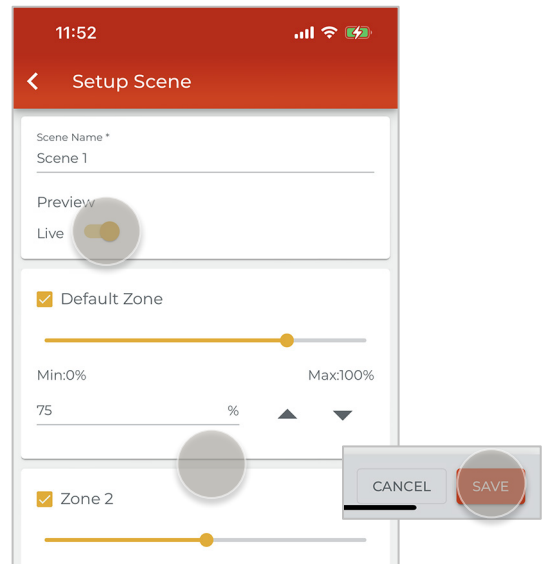 11:52
Setup Scene
Scene Name *
Scene 1
Preview
Live
Default Zone
Min:0% Max:100%
75 %
Zone 2
CANCEL SAVE